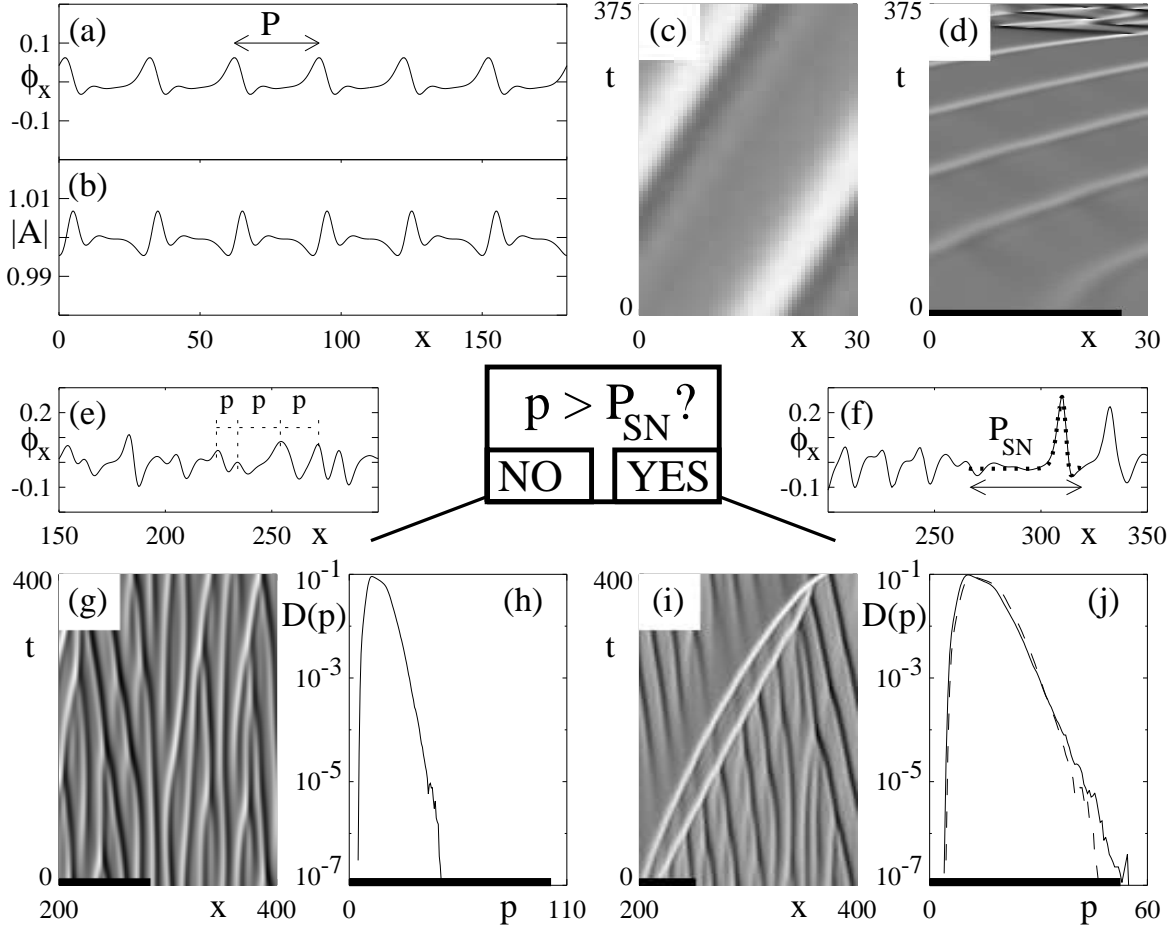 (a)
P
0.1
ϕx
-0.1
(b)
1.01
|A|
0.99
0 50 100 x 150
375
(c)
t
0
0 x 30
375
(d)
t
0
0 x 30
(e)
p p p
0.2
ϕx
-0.1
150 200 250 x
p > PSN ?
NO YES
(f)
0.2
ϕx
PSN
-0.1
250 300 x 350
400
(g)
t
0
200 x 400
10-1
(h)
D(p)
10-3
10-5
10-7
0 p 110
400
(i)
t
0
200 x 400
10-1
(j)
D(p)
10-3
10-5
10-7
0 p 60